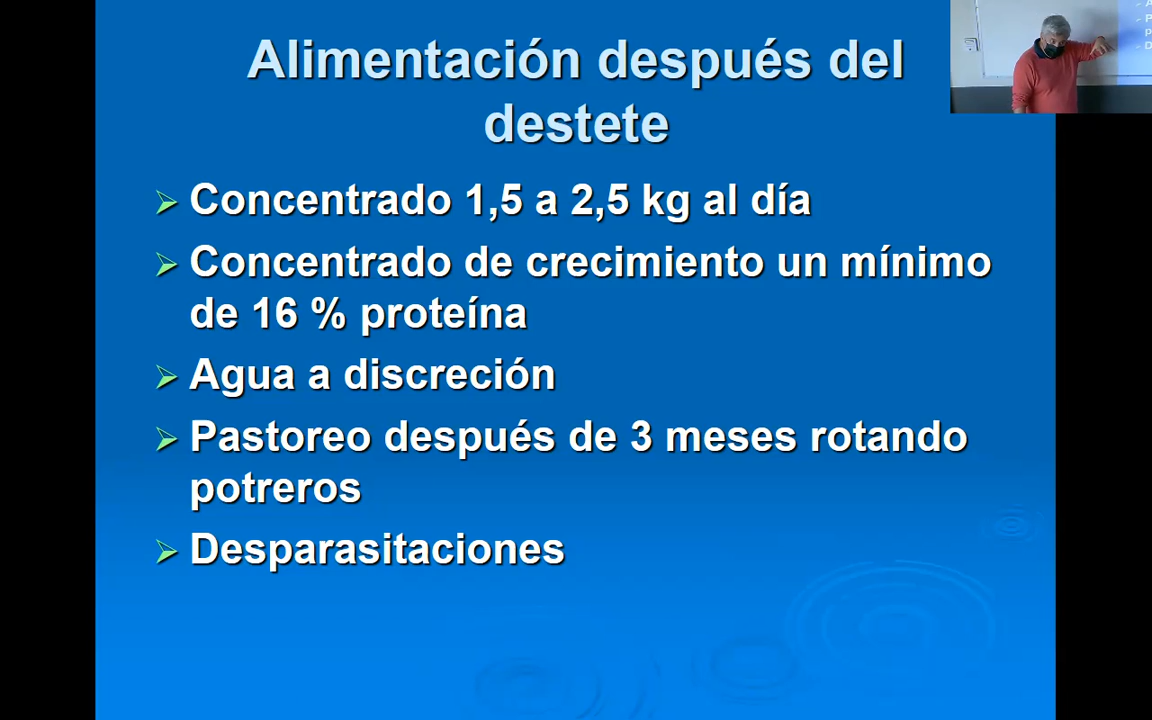 Alimentación después del
destete
Concentrado 1,5 a 2,5 kg al día
Concentrado de crecimiento un mínimo
de 16 % proteína
Agua a discreción
Pastoreo después de 3 meses rotando
potreros
Desparasitaciones